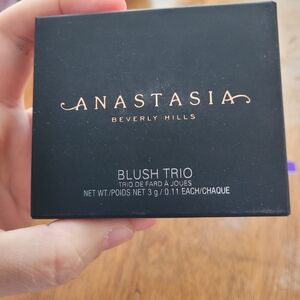 ANASTASIA
BEVERLY HILLS
BLUSH TRIO
TRIO DE FARD À JOUES
NET WT./POIDS NET 3 g / 0.11 EACH/CHAQUE